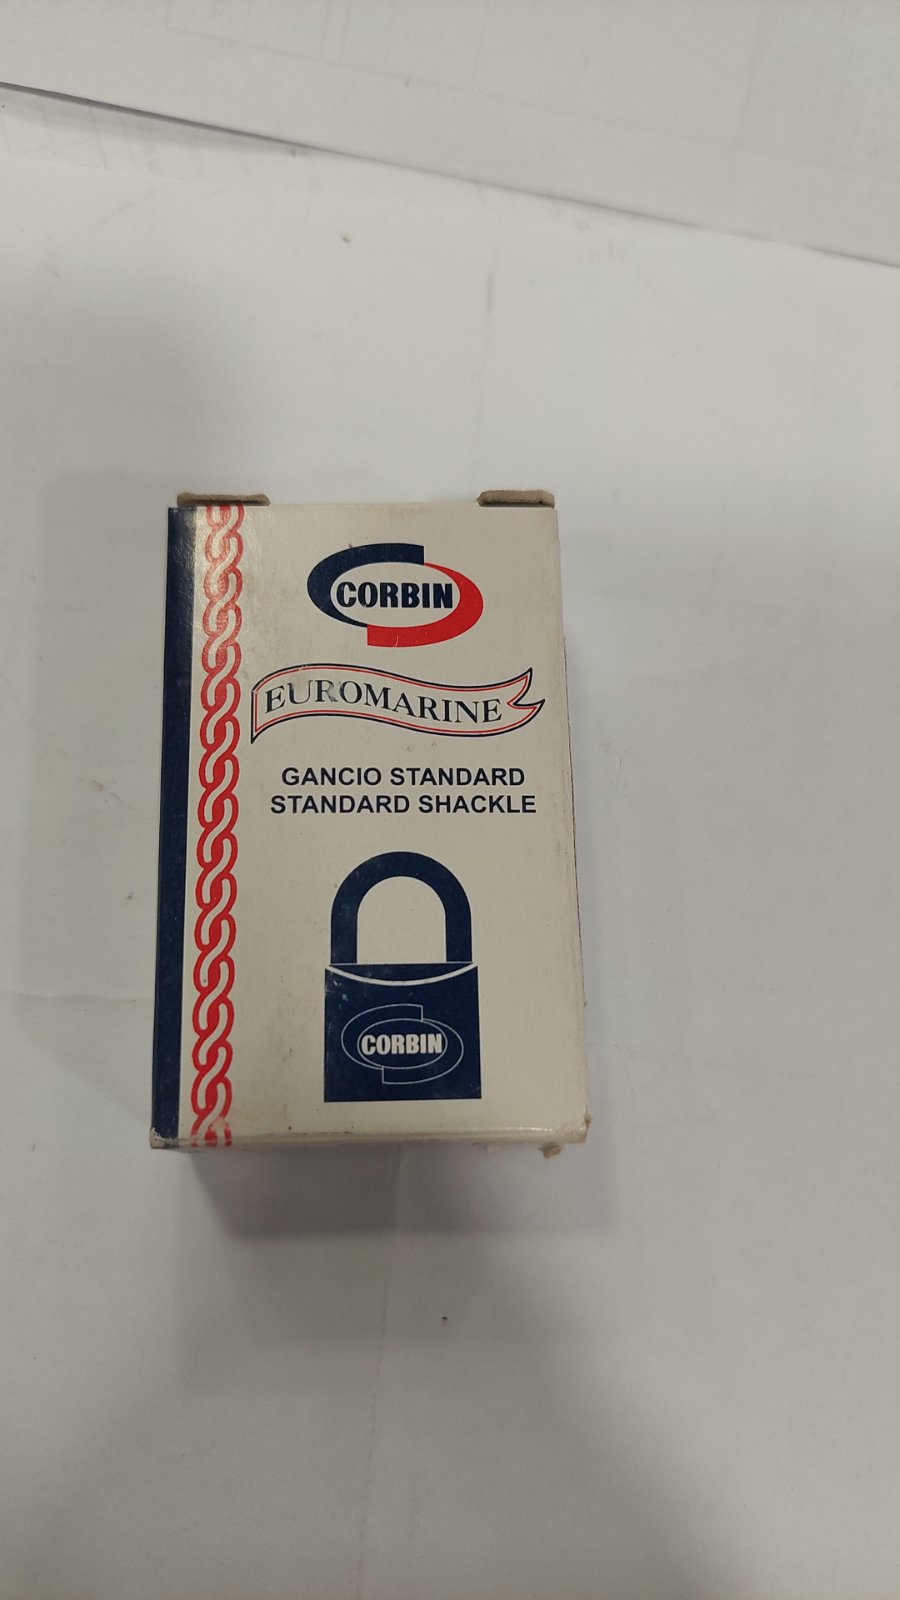 CORBIN
EUROMARINE
GANCIO STANDARD
STANDARD SHACKLE
CORBIN